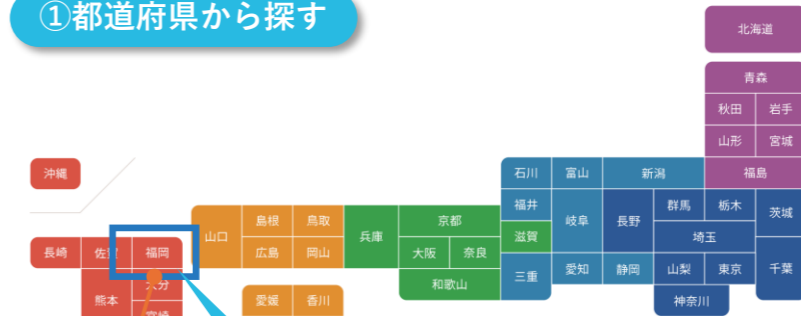 ①都道府県から探す
北海道
青森
秋田 岩手
山形 宮城
沖縄 石川 富山 新潟 福島
福井 岐阜 長野 群馬 栃木 茨城
山口 島根 鳥取 兵庫 京都 滋賀 埼玉
長崎 佐賀 福岡 広島 岡山 大阪 奈良 三重 愛知 静岡 山梨 東京 千葉
熊本 大分 和歌山 神奈川
宮崎 愛媛 香川